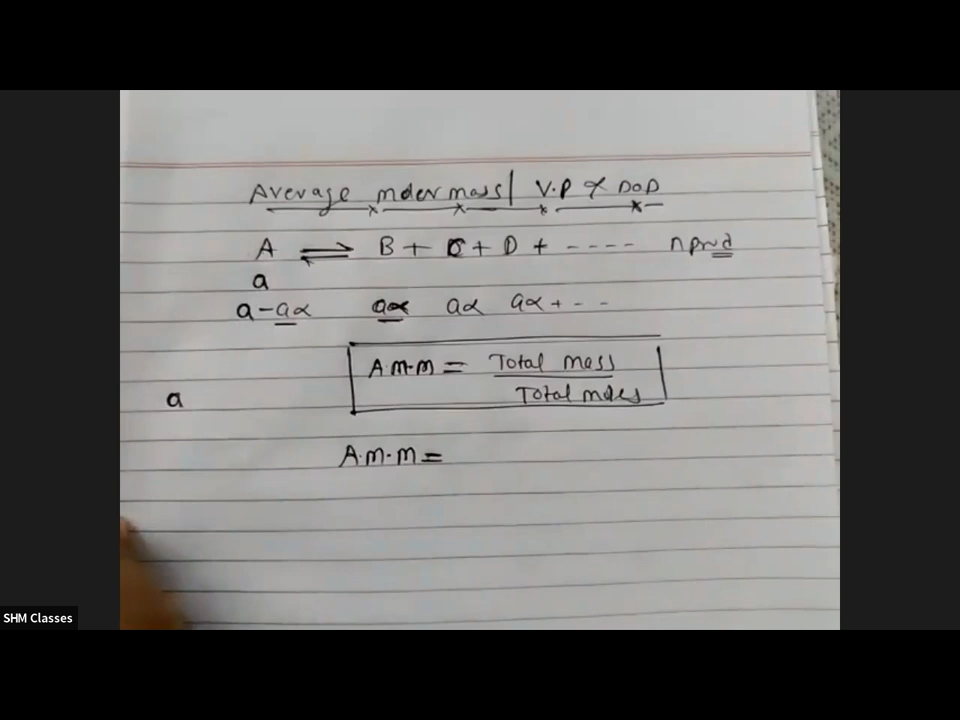 Average molar mass | V.P ∝ DOD
A ⇌ B + C + D + ---- n prod
a
a - aα aα aα aα + - -
A.M.M = Total mass / Total moles
a
A.M.M =
SHM Classes